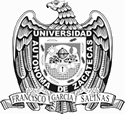 UNIVERSIDAD
AUTONOMA DE ZACATECAS
FRANCISCO GARCIA SALINAS